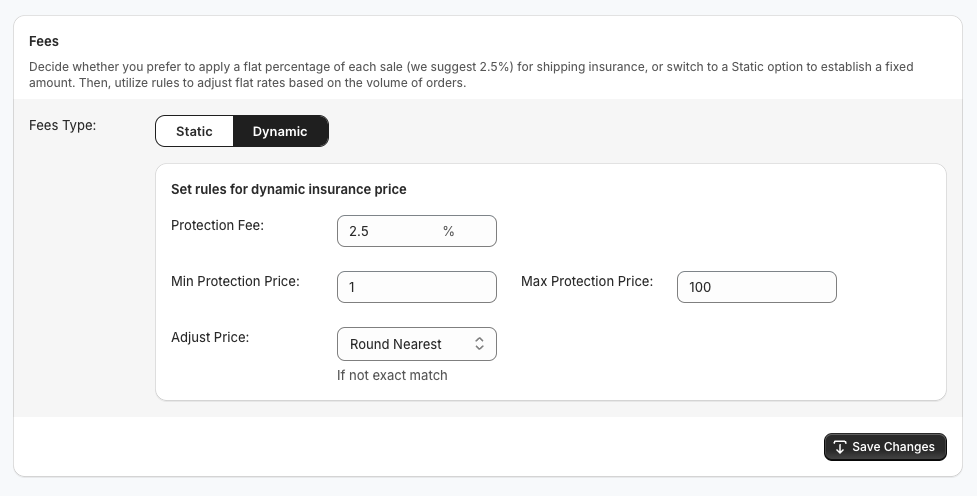 Fees
Decide whether you prefer to apply a flat percentage of each sale (we suggest 2.5%) for shipping insurance, or switch to a Static option to establish a fixed
amount. Then, utilize rules to adjust flat rates based on the volume of orders.
Fees Type:
Static
Dynamic
Set rules for dynamic insurance price
Protection Fee:
2.5 %
Min Protection Price:
1
Max Protection Price:
100
Adjust Price:
Round Nearest
If not exact match
Save Changes